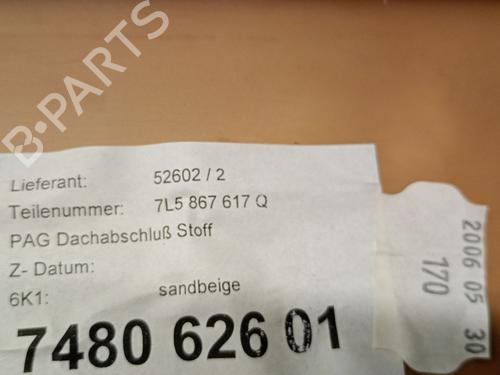 B-PARTS
Lieferant: 52602 / 2
Teilenummer: 7L5 867 617 Q
PAG Dachabschluß Stoff
Z- Datum:
6K1: sandbeige
7480 626 01
2006 05 30
170